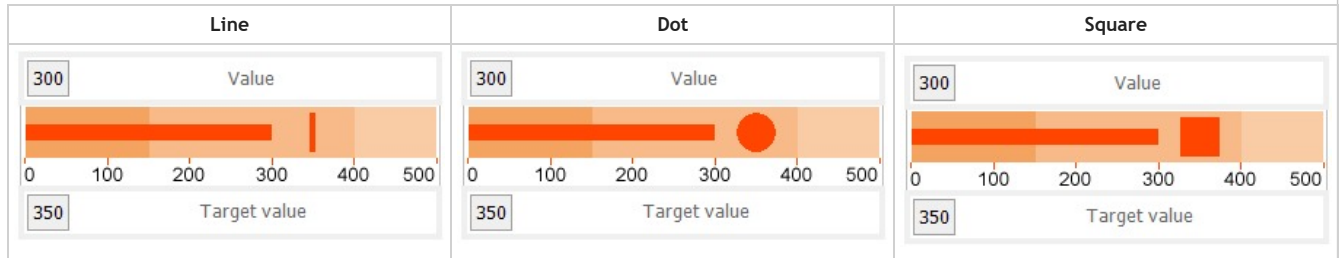 Line Dot Square
300 Value 300 Value 300 Value
0 100 200 300 400 500 0 100 200 300 400 500 0 100 200 300 400 500
350 Target value 350 Target value 350 Target value